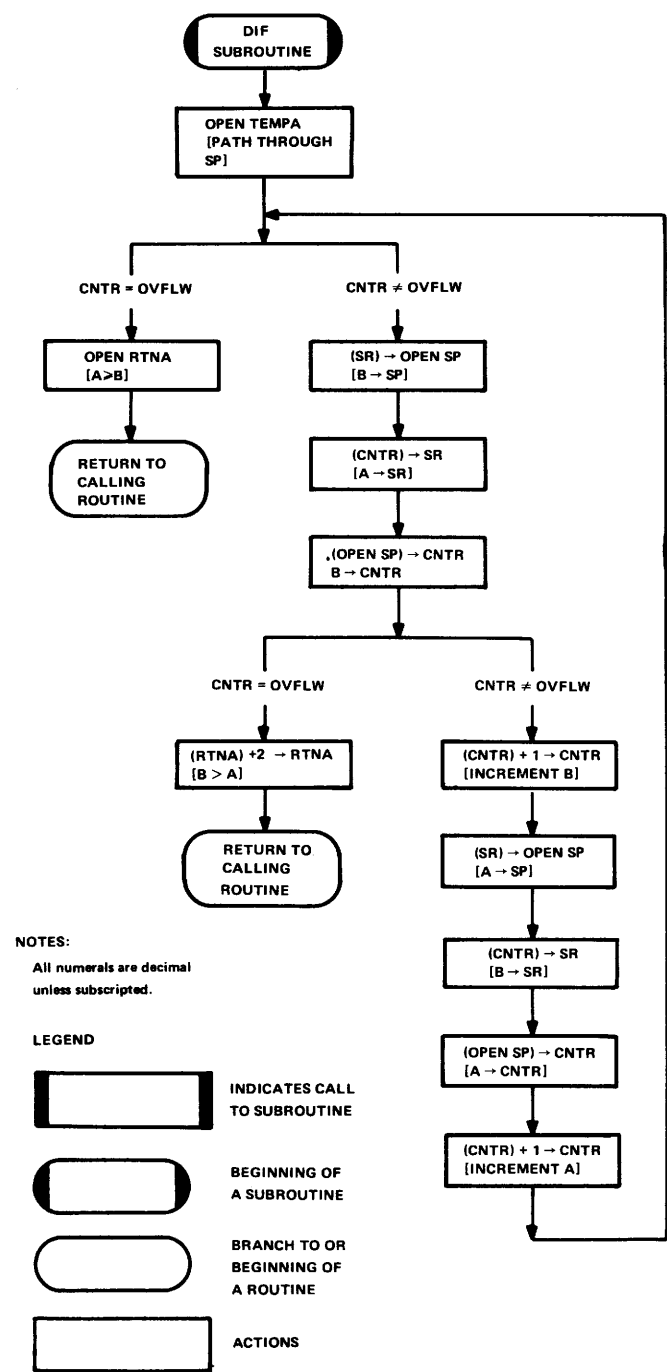 DIF
SUBROUTINE
OPEN TEMPA
[PATH THROUGH
SP]
CNTR = OVFLW
CNTR ≠ OVFLW
OPEN RTNA
[A⩾B]
(SR) → OPEN SP
[B → SP]
RETURN TO
CALLING
ROUTINE
(CNTR) → SR
[A → SR]
.(OPEN SP) → CNTR
B → CNTR
CNTR = OVFLW
CNTR ≠ OVFLW
(RTNA) +2 → RTNA
[B > A]
(CNTR) + 1 → CNTR
[INCREMENT B]
RETURN TO
CALLING
ROUTINE
(SR) → OPEN SP
[A → SP]
(CNTR) → SR
[B → SR]
(OPEN SP) → CNTR
[A → CNTR]
(CNTR) + 1 → CNTR
[INCREMENT A]
NOTES:
All numerals are decimal
unless subscripted.
LEGEND
INDICATES CALL
TO SUBROUTINE
BEGINNING OF
A SUBROUTINE
BRANCH TO OR
BEGINNING OF
A ROUTINE
ACTIONS